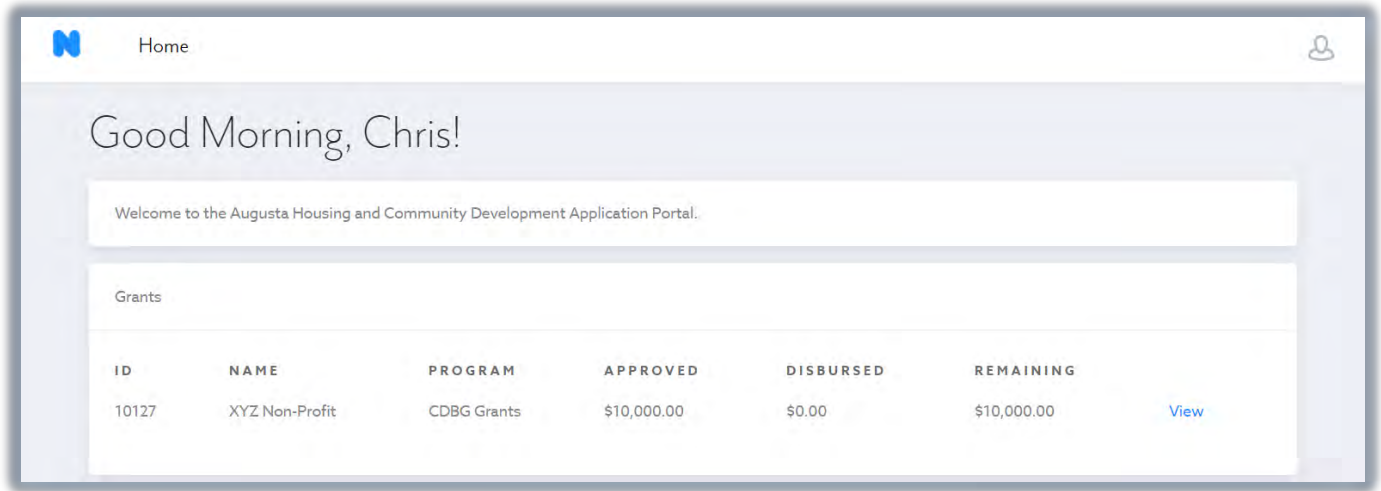 N Home
Good Morning, Chris!
Welcome to the Augusta Housing and Community Development Application Portal.
Grants
ID NAME PROGRAM APPROVED DISBURSED REMAINING
10127 XYZ Non-Profit CDBG Grants $10,000.00 $0.00 $10,000.00 View